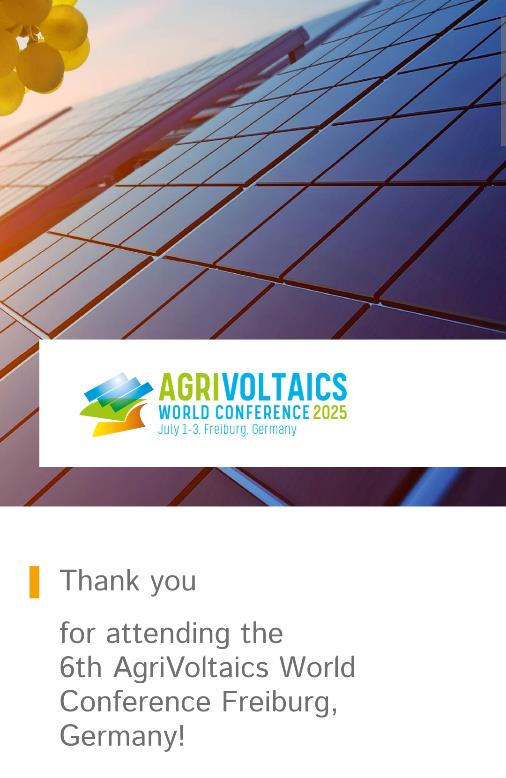 AGRIVOLTAICS
WORLD CONFERENCE 2025
July 1-3, Freiburg, Germany
Thank you
for attending the
6th AgriVoltaics World
Conference Freiburg,
Germany!